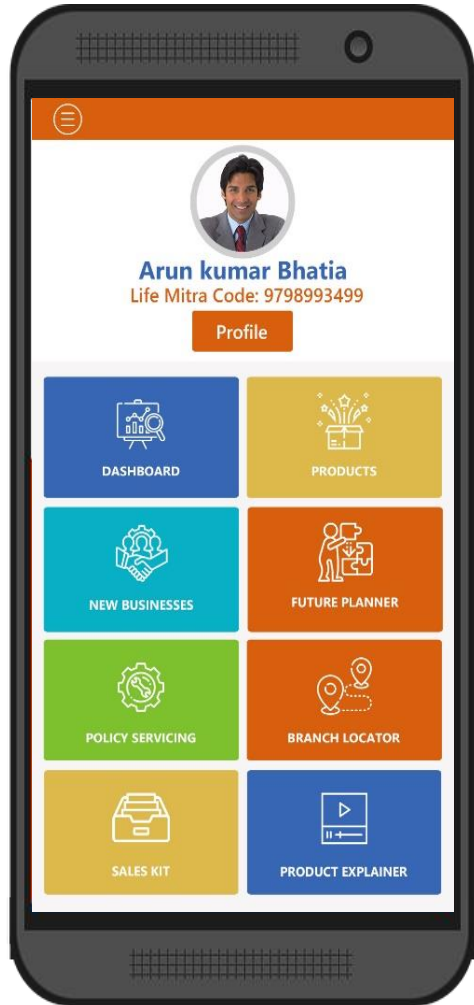 Arun kumar Bhatia
Life Mitra Code: 9798993499
Profile
DASHBOARD
PRODUCTS
NEW BUSINESSES
FUTURE PLANNER
POLICY SERVICING
BRANCH LOCATOR
SALES KIT
PRODUCT EXPLAINER